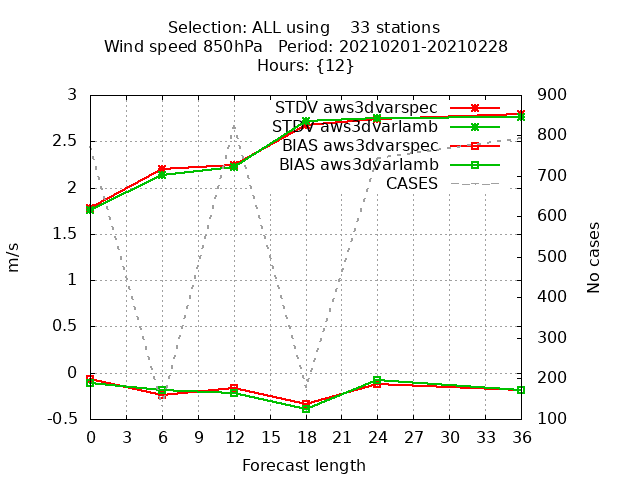 Selection: ALL using    33 stations
Wind speed 850hPa   Period: 20210201-20210228
Hours: {12}
STDV aws3dvarspec
STDV aws3dvarlamb
BIAS aws3dvarspec
BIAS aws3dvarlamb
CASES
m/s
3
2.5
2
1.5
1
0.5
0
-0.5
900
800
700
600
500
400
300
200
100
No cases
0 3 6 9 12 15 18 21 24 27 30 33 36
Forecast length